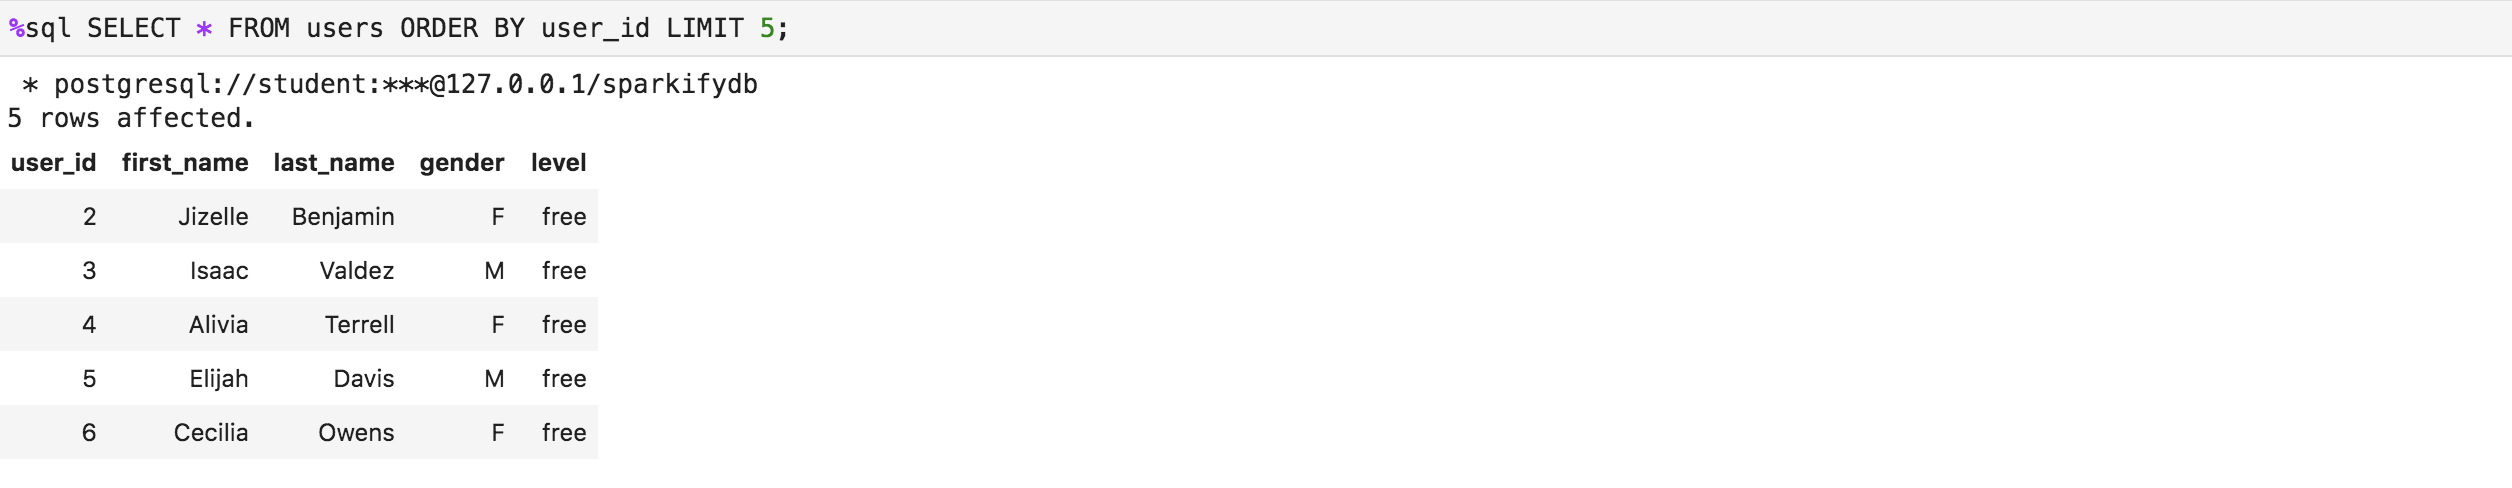 %sql SELECT * FROM users ORDER BY user_id LIMIT 5;
* postgresql://student:***@127.0.0.1/sparkifydb
5 rows affected.
user_id first_name last_name gender level
2 Jizelle Benjamin F free
3 Isaac Valdez M free
4 Alivia Terrell F free
5 Elijah Davis M free
6 Cecilia Owens F free